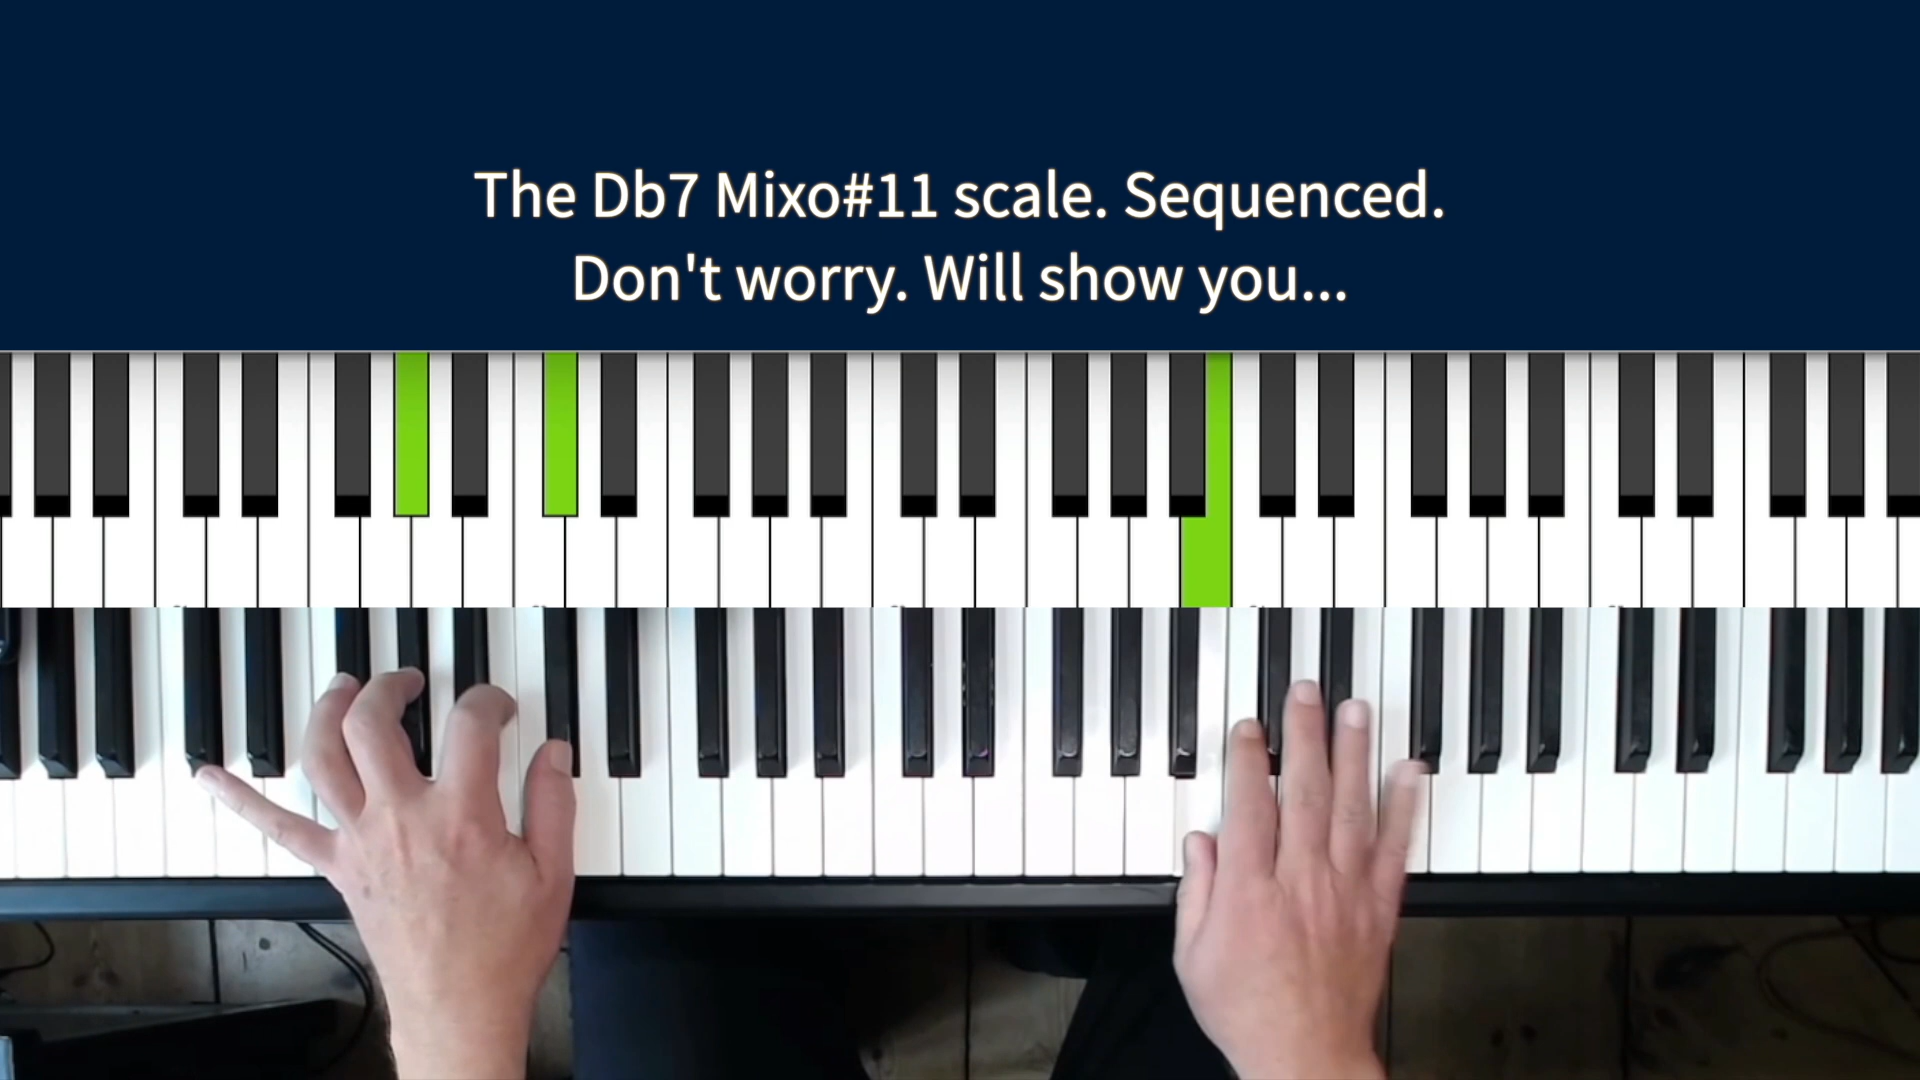 The Db7 Mixo#11 scale. Sequenced.
Don't worry. Will show you...